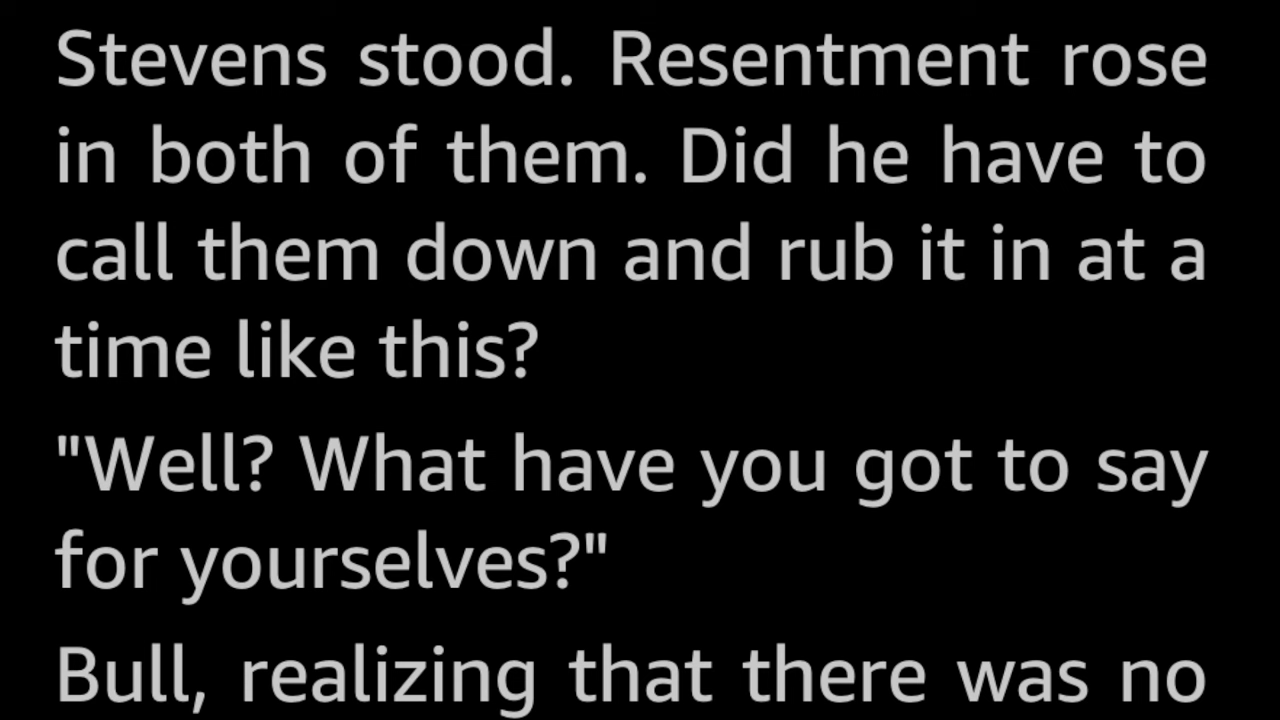 Stevens stood. Resentment rose
in both of them. Did he have to
call them down and rub it in at a
time like this?
"Well? What have you got to say
for yourselves?"
Bull, realizing that there was no